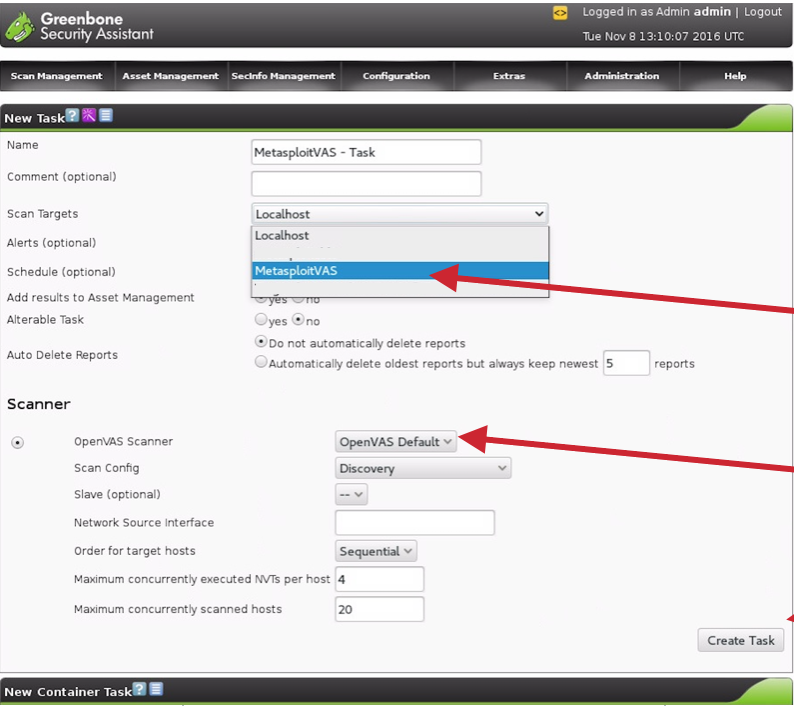 Greenbone
Security Assistant
Logged in as Admin admin | Logout
Tue Nov 8 13:10:07 2016 UTC
Scan Management Asset Management SecInfo Management Configuration Extras Administration Help
New Task
Name MetasploitVAS - Task
Comment (optional)
Scan Targets Localhost
Localhost
Alerts (optional)
MetasploitVAS
Schedule (optional)
Add results to Asset Management yes no
Alterable Task yes no
Do not automatically delete reports
Auto Delete Reports
Automatically delete oldest reports but always keep newest 5 reports
Scanner
OpenVAS Scanner OpenVAS Default
Scan Config Discovery
Slave (optional) --
Network Source Interface
Order for target hosts Sequential
Maximum concurrently executed NVTs per host 4
Maximum concurrently scanned hosts 20
Create Task
New Container Task